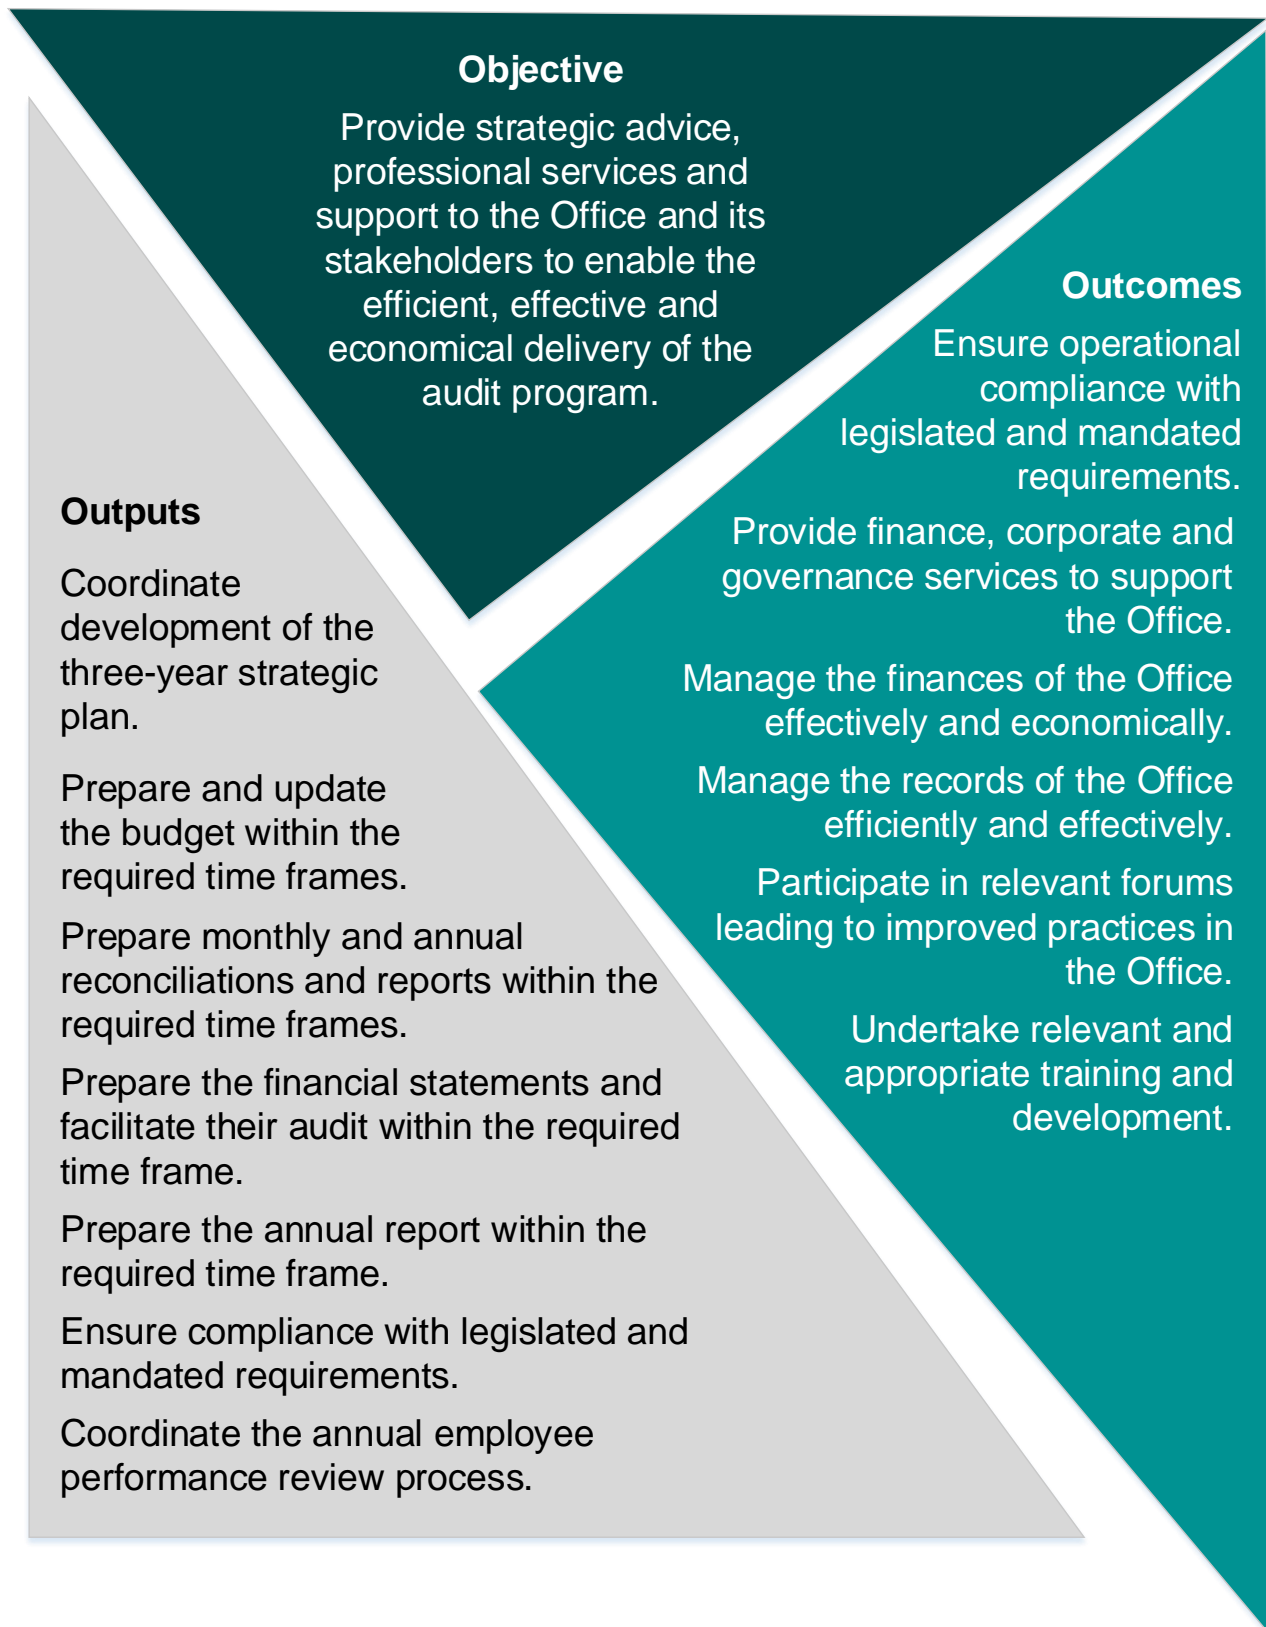 Objective
Provide strategic advice,
professional services and
support to the Office and its
stakeholders to enable the
efficient, effective and
economical delivery of the
audit program.
Outcomes
Ensure operational
compliance with
legislated and mandated
requirements.
Provide finance, corporate and
governance services to support
the Office.
Manage the finances of the Office
effectively and economically.
Manage the records of the Office
efficiently and effectively.
Participate in relevant forums
leading to improved practices in
the Office.
Undertake relevant and
appropriate training and
development.
Outputs
Coordinate
development of the
three-year strategic
plan.
Prepare and update
the budget within the
required time frames.
Prepare monthly and annual
reconciliations and reports within the
required time frames.
Prepare the financial statements and
facilitate their audit within the required
time frame.
Prepare the annual report within the
required time frame.
Ensure compliance with legislated and
mandated requirements.
Coordinate the annual employee
performance review process.